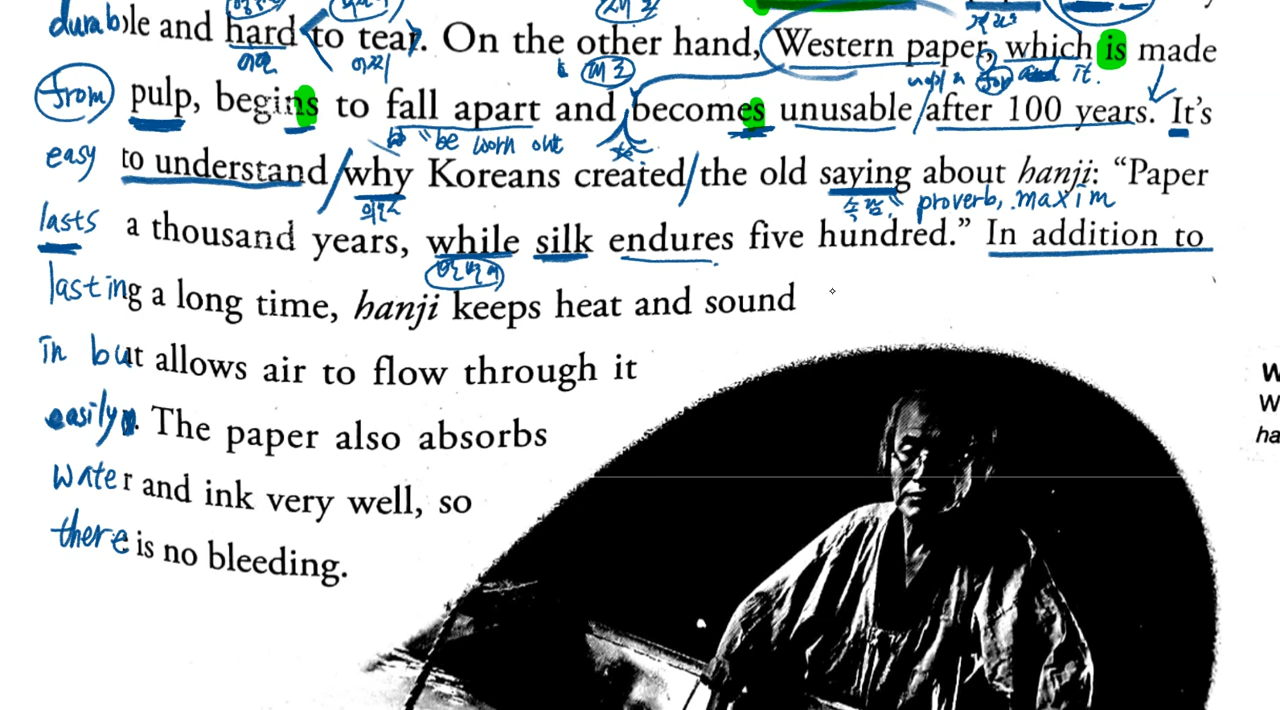 durable and hard to tear. On the other hand, Western paper, which is made
it.
from pulp, begins to fall apart and becomes unusable after 100 years. It's
"be worn out
easy to understand why Koreans created the old saying about hanji: "Paper
속담, proverb, maxim
lasts a thousand years, while silk endures five hundred." In addition to
lasting a long time, hanji keeps heat and sound
in but allows air to flow through it
easily. The paper also absorbs
water and ink very well, so
there is no bleeding.
W
W
ha